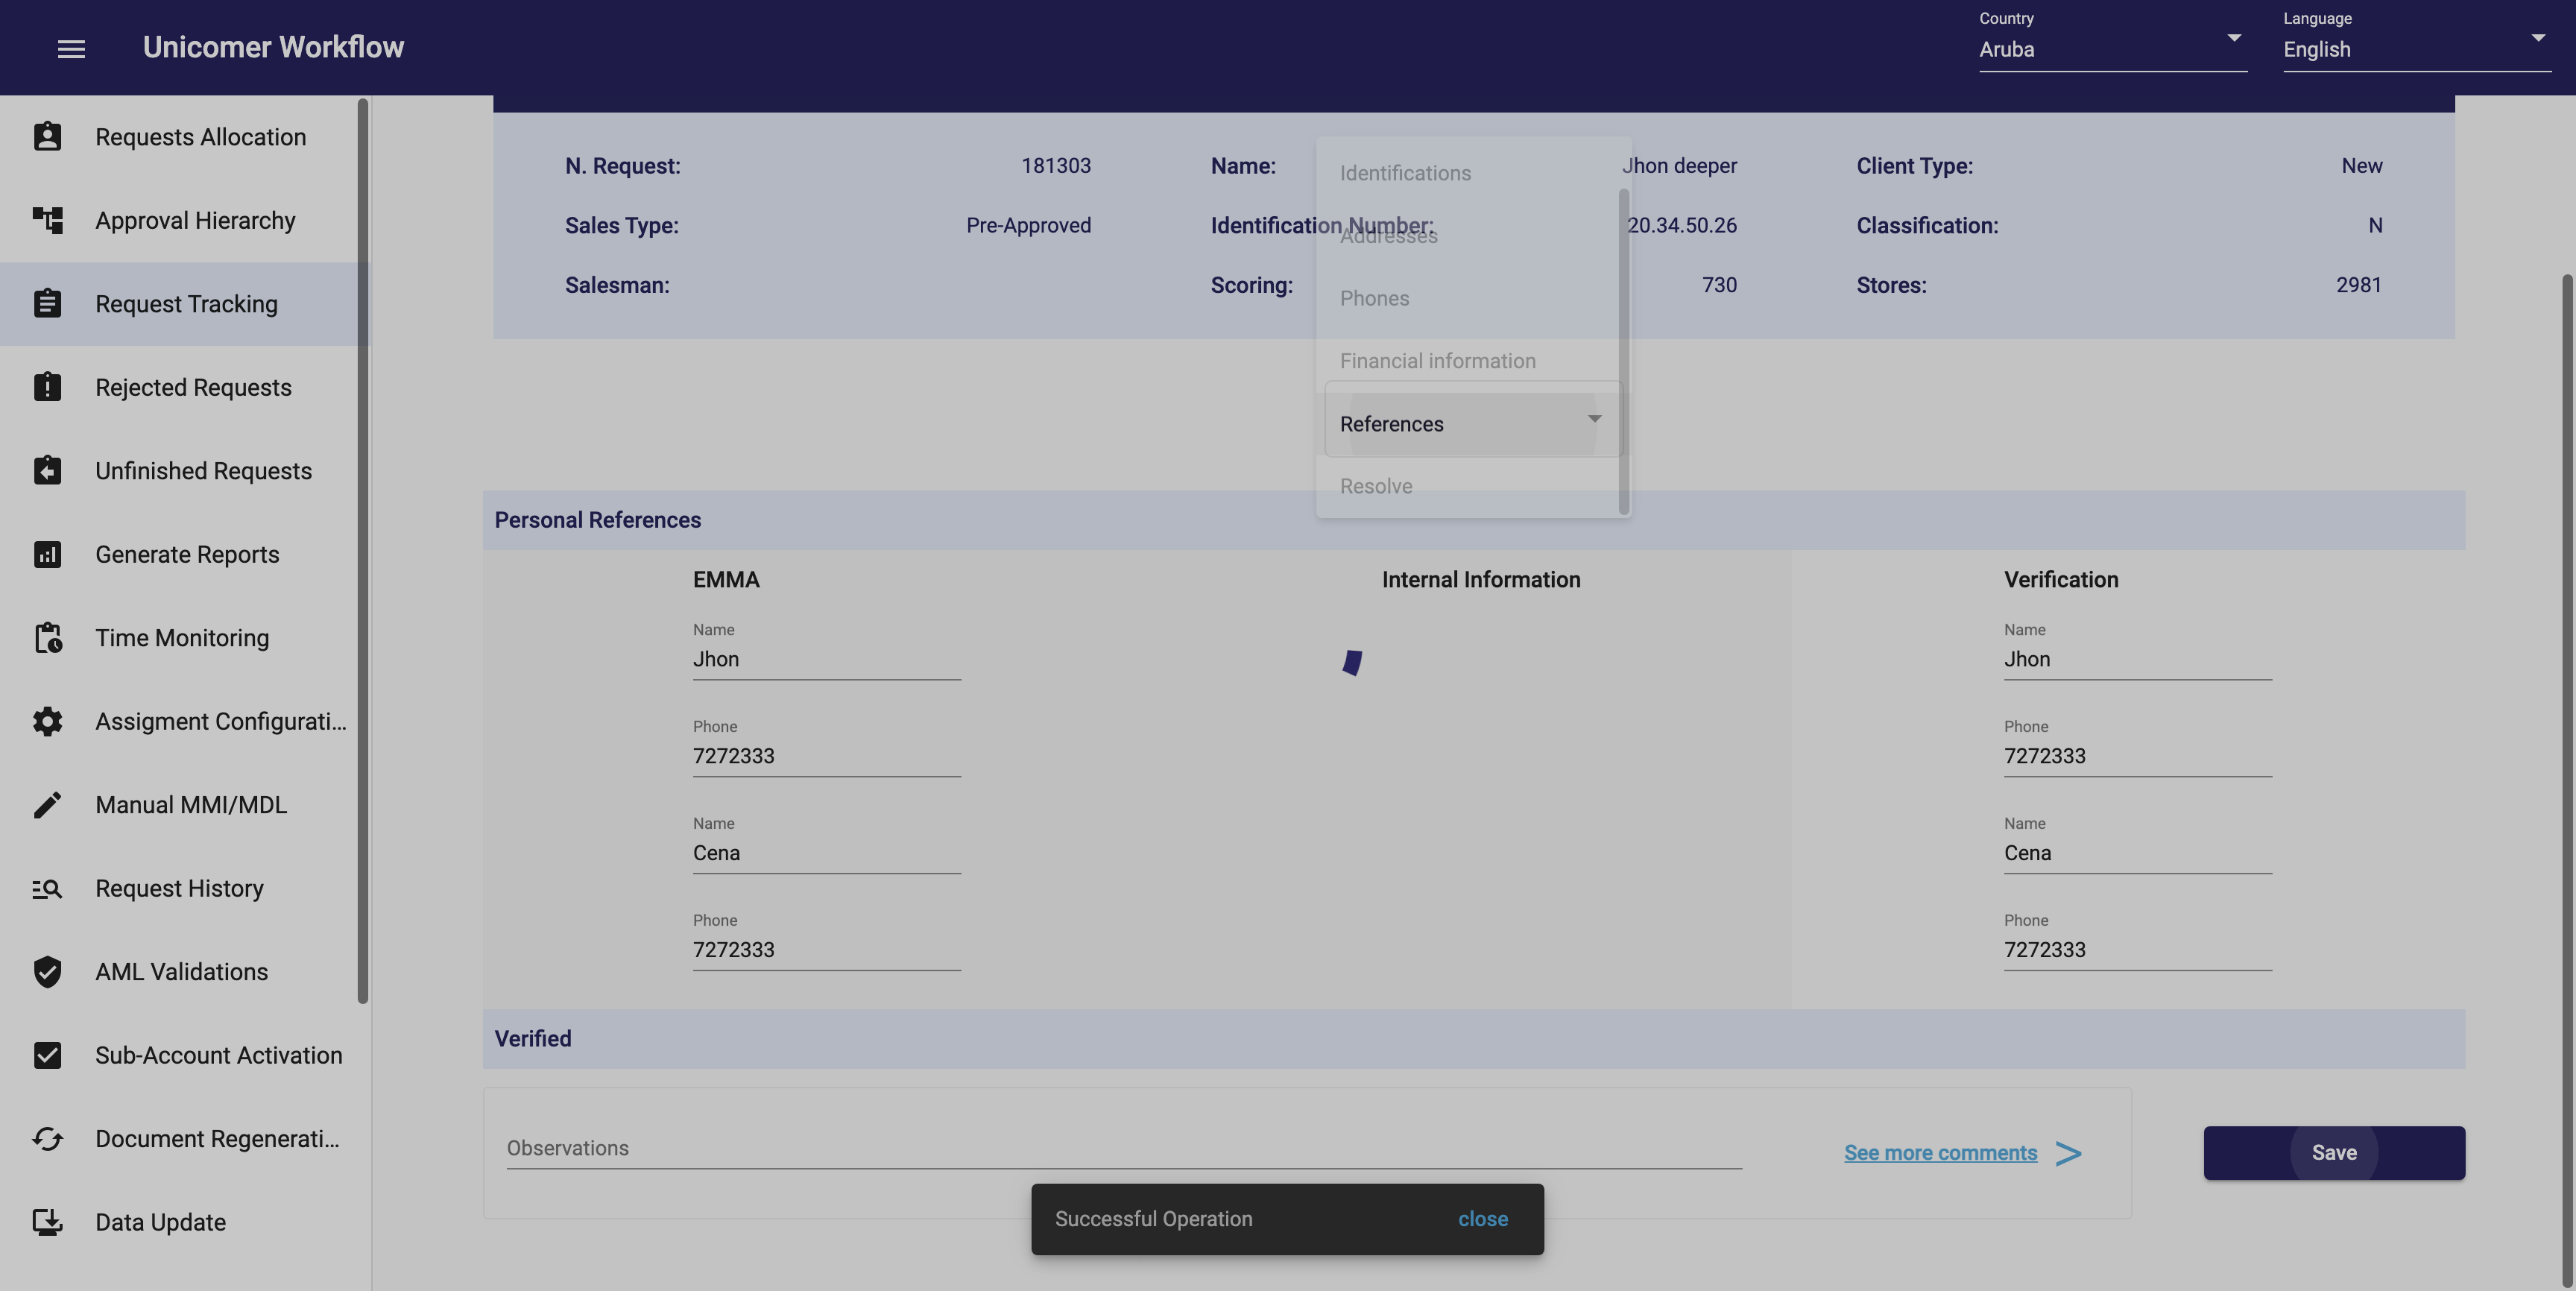 Unicomer Workflow
Country
Aruba
Language
English
Requests Allocation
Approval Hierarchy
Request Tracking
Rejected Requests
Unfinished Requests
Generate Reports
Time Monitoring
Assigment Configurati...
Manual MMI/MDL
Request History
AML Validations
Sub-Account Activation
Document Regenerati...
Data Update
N. Request: 181303
Name: Jhon deeper
Client Type: New
Sales Type: Pre-Approved
Identification Number: 20.34.50.26
Classification: N
Salesman:
Scoring: 730
Stores: 2981
Identifications
Addresses
Phones
Financial information
References
Resolve
Personal References
EMMA
Name
Jhon
Phone
7272333
Name
Cena
Phone
7272333
Internal Information
Verification
Name
Jhon
Phone
7272333
Name
Cena
Phone
7272333
Verified
Observations
See more comments >
Save
Successful Operation close